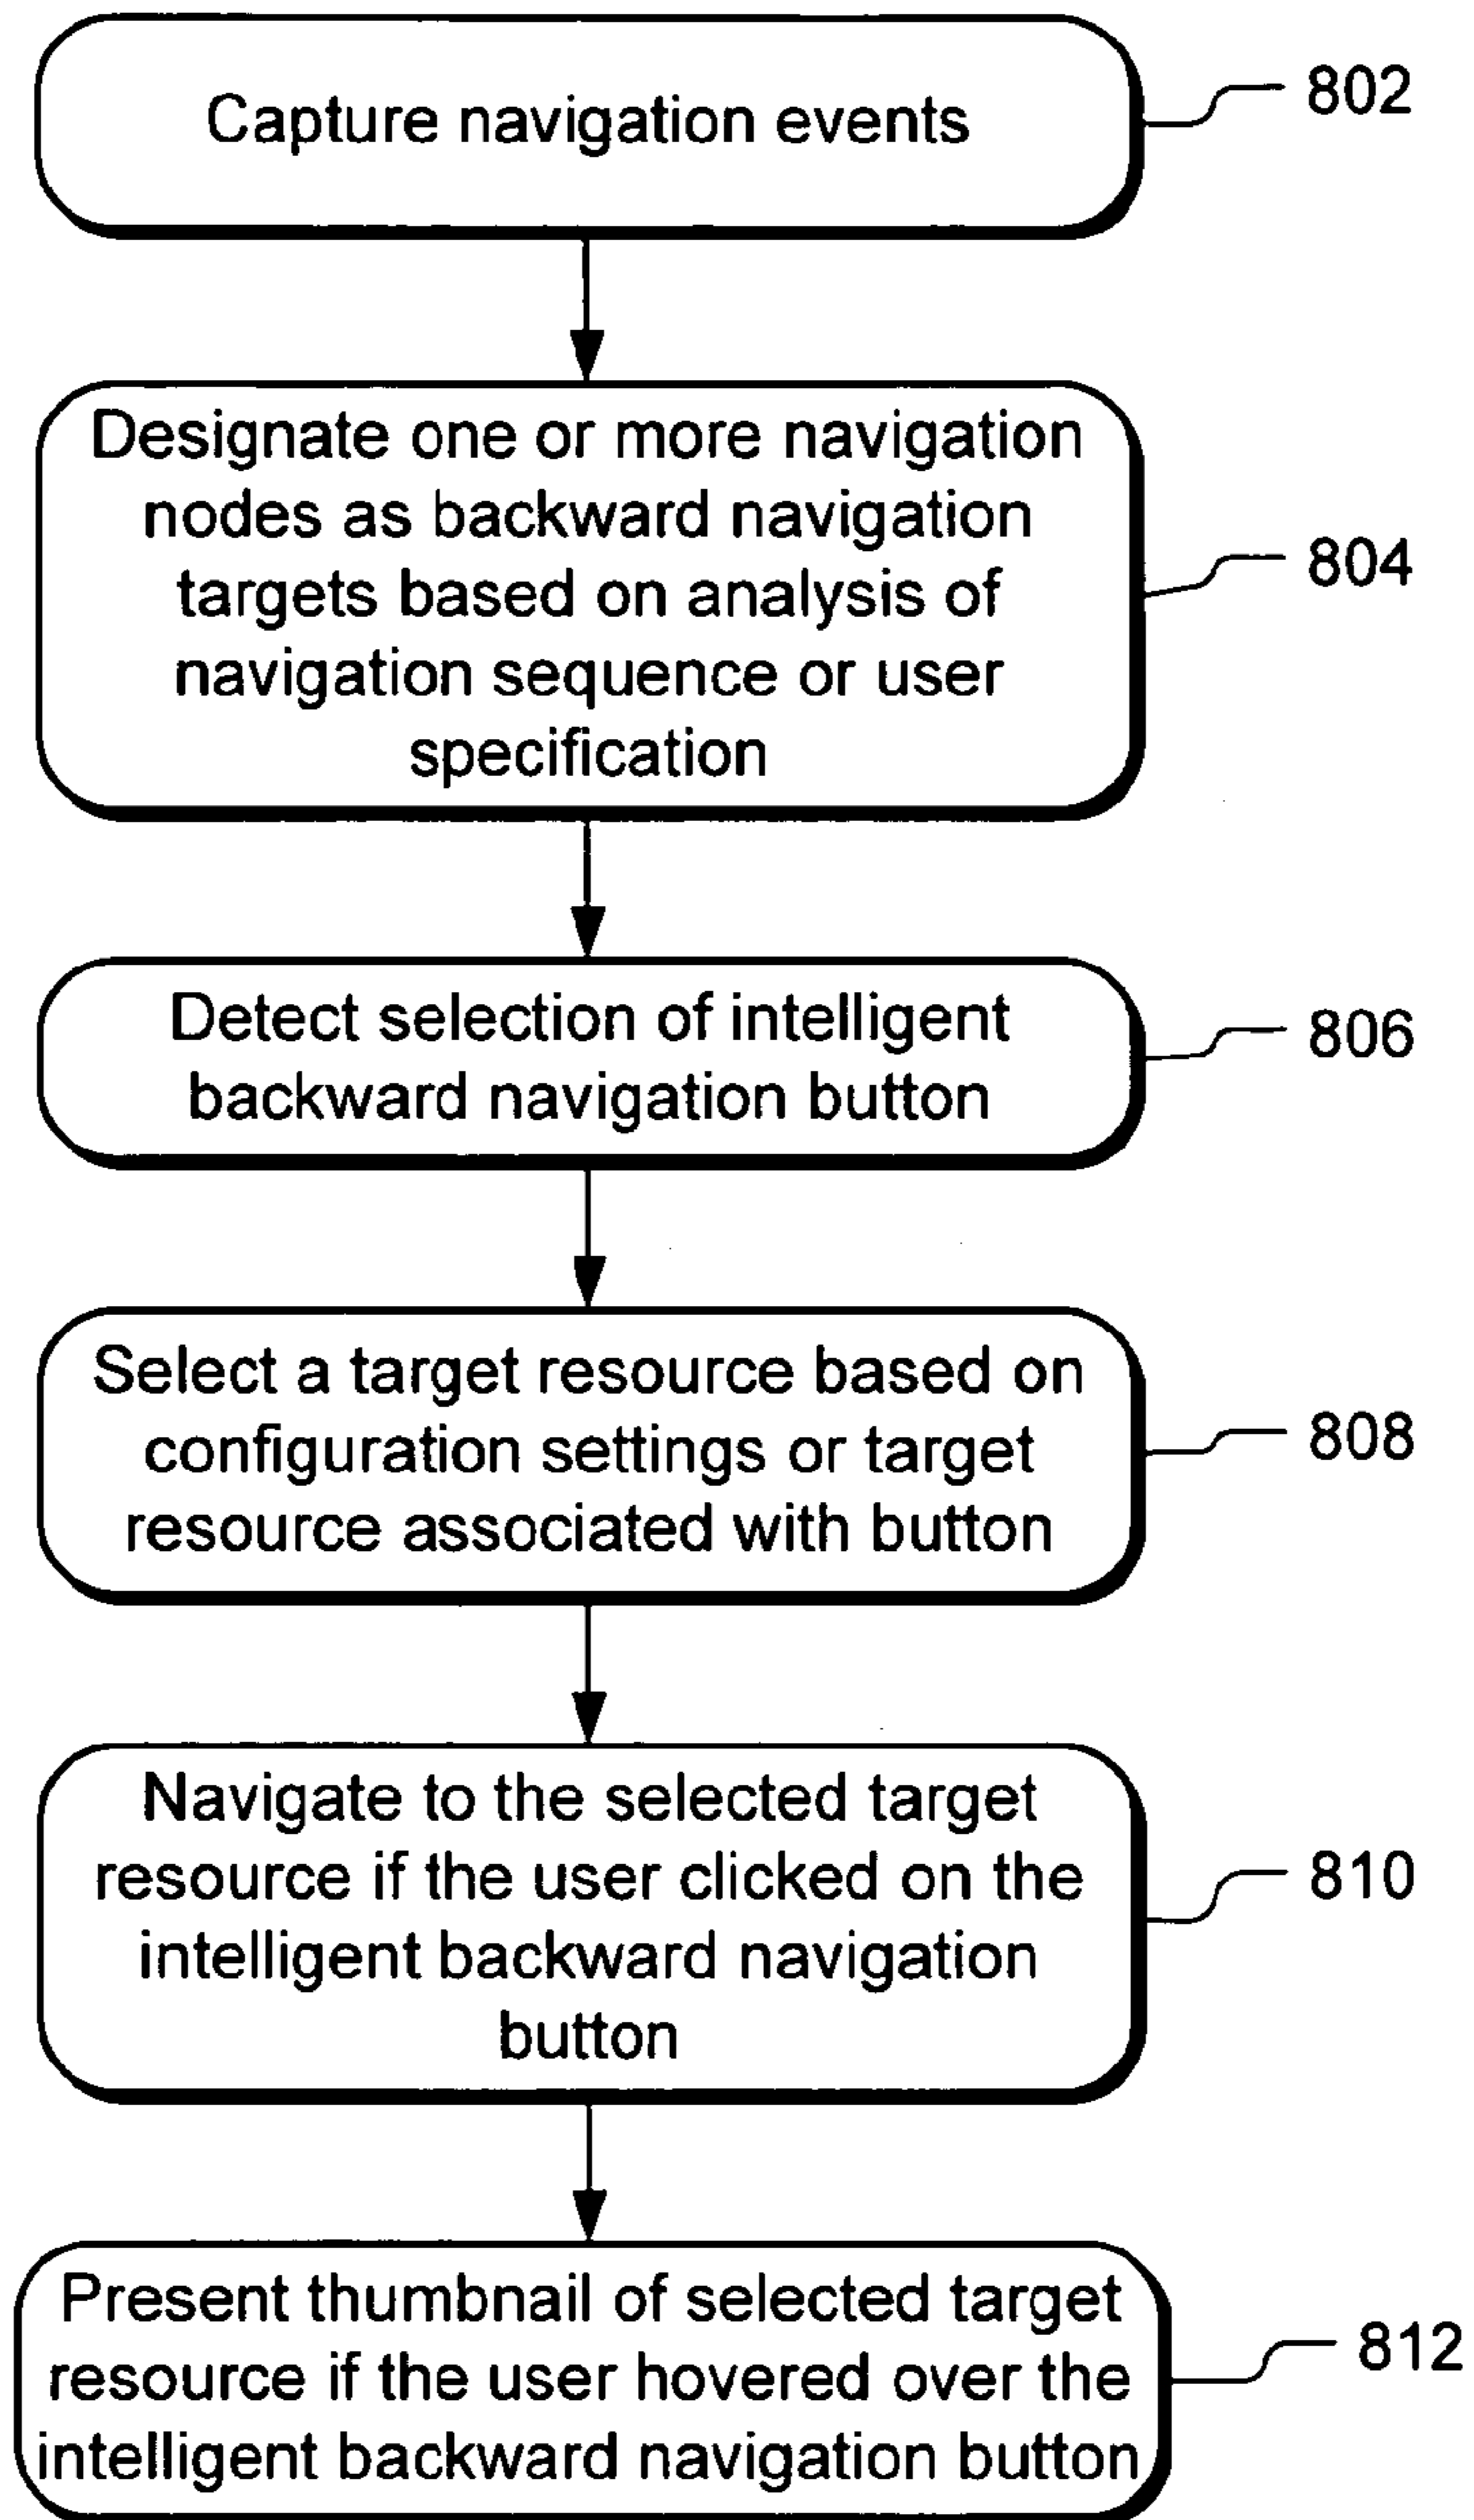 Capture navigation events
802
Designate one or more navigation
nodes as backward navigation
targets based on analysis of
navigation sequence or user
specification
804
Detect selection of intelligent
backward navigation button
806
Select a target resource based on
configuration settings or target
resource associated with button
808
Navigate to the selected target
resource if the user clicked on the
intelligent backward navigation
button
810
Present thumbnail of selected target
resource if the user hovered over the
intelligent backward navigation button
812